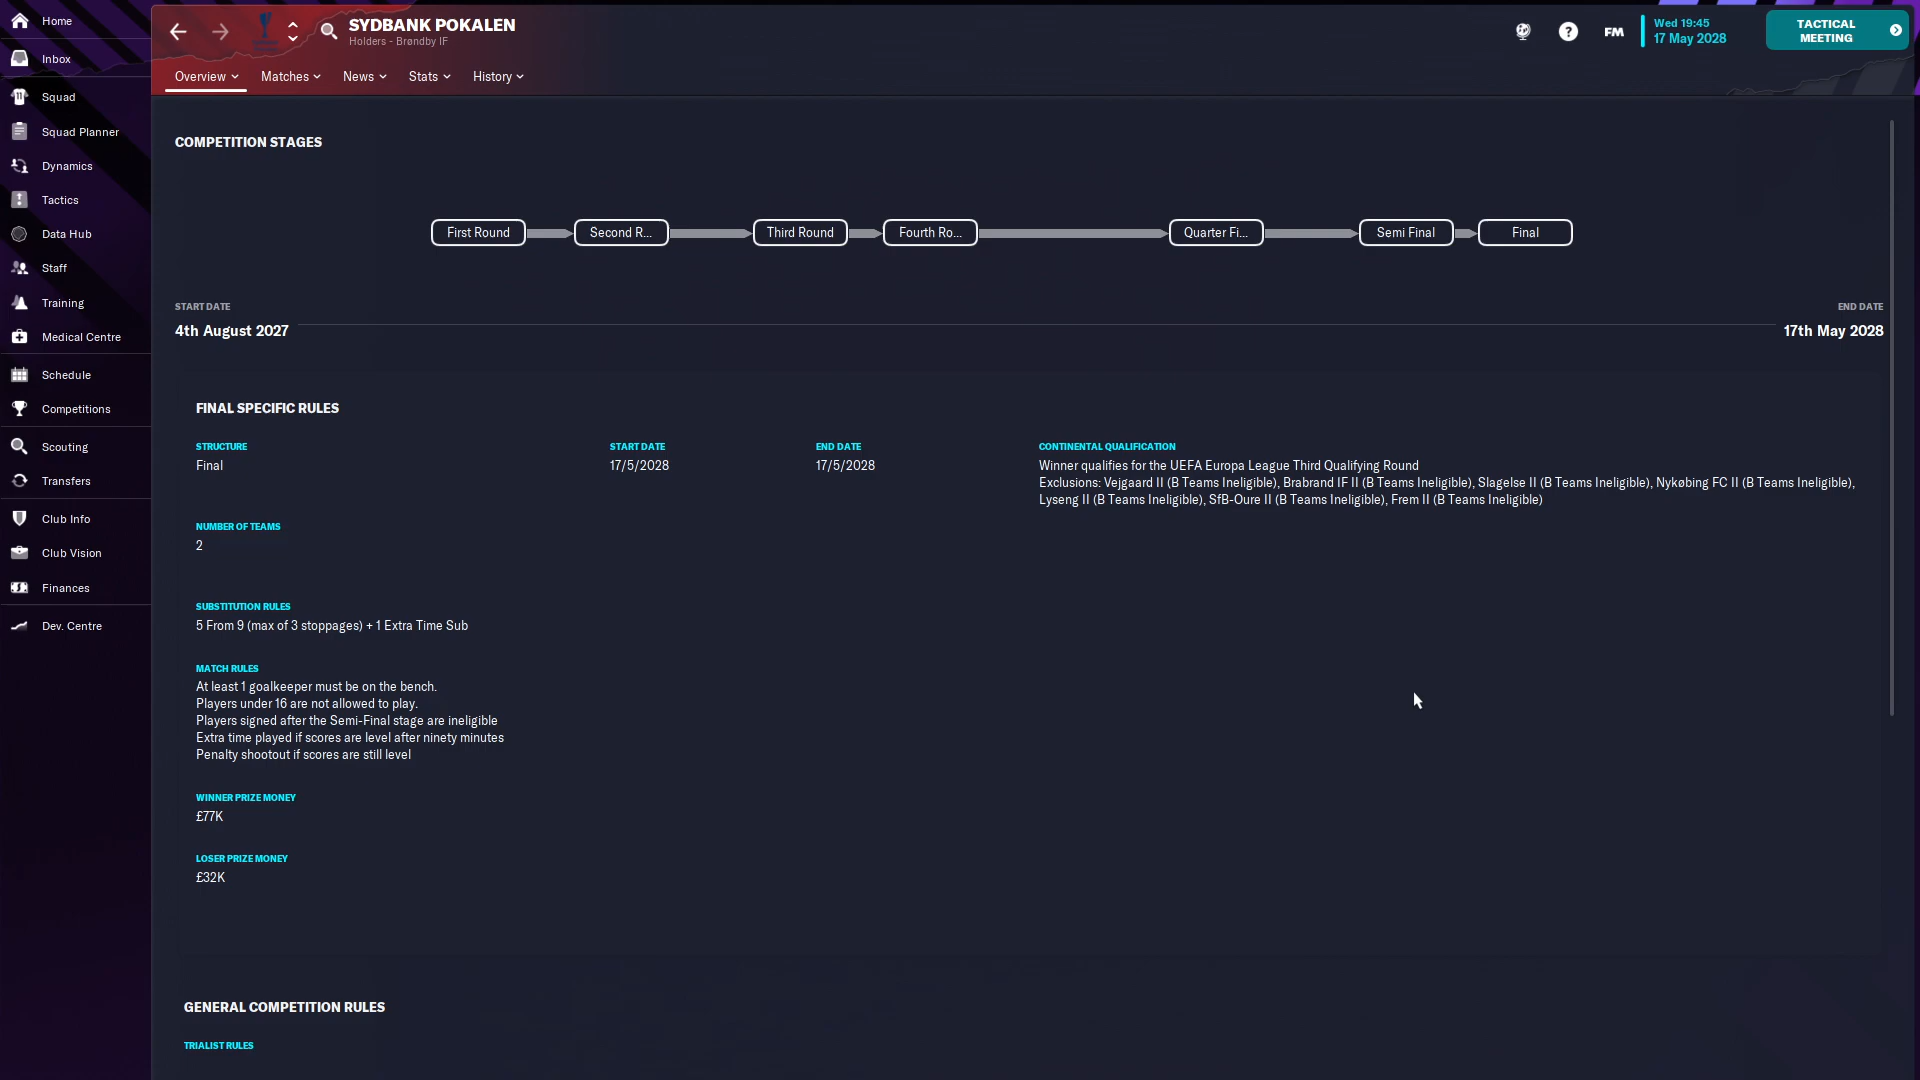 Home
Inbox
Squad
Squad Planner
Dynamics
Tactics
Data Hub
Staff
Training
Medical Centre
Schedule
Competitions
Scouting
Transfers
Club Info
Club Vision
Finances
Dev. Centre
SYDBANK POKALEN
Holders - Brøndby IF
FM
Wed 19:45
17 May 2028
TACTICAL
MEETING
Overview
Matches
News
Stats
History
COMPETITION STAGES
First Round
Second R...
Third Round
Fourth Ro...
Quarter Fi...
Semi Final
Final
START DATE
4th August 2027
END DATE
17th May 2028
FINAL SPECIFIC RULES
STRUCTURE
Final
START DATE
17/5/2028
END DATE
17/5/2028
CONTINENTAL QUALIFICATION
Winner qualifies for the UEFA Europa League Third Qualifying Round
Exclusions: Vejgaard II (B Teams Ineligible), Brabrand IF II (B Teams Ineligible), Slagelse II (B Teams Ineligible), Nykøbing FC II (B Teams Ineligible),
Lyseng II (B Teams Ineligible), SfB-Oure II (B Teams Ineligible), Frem II (B Teams Ineligible)
NUMBER OF TEAMS
2
SUBSTITUTION RULES
5 From 9 (max of 3 stoppages) + 1 Extra Time Sub
MATCH RULES
At least 1 goalkeeper must be on the bench.
Players under 16 are not allowed to play.
Players signed after the Semi-Final stage are ineligible
Extra time played if scores are level after ninety minutes
Penalty shootout if scores are still level
WINNER PRIZE MONEY
£77K
LOSER PRIZE MONEY
£32K
GENERAL COMPETITION RULES
TRIALIST RULES